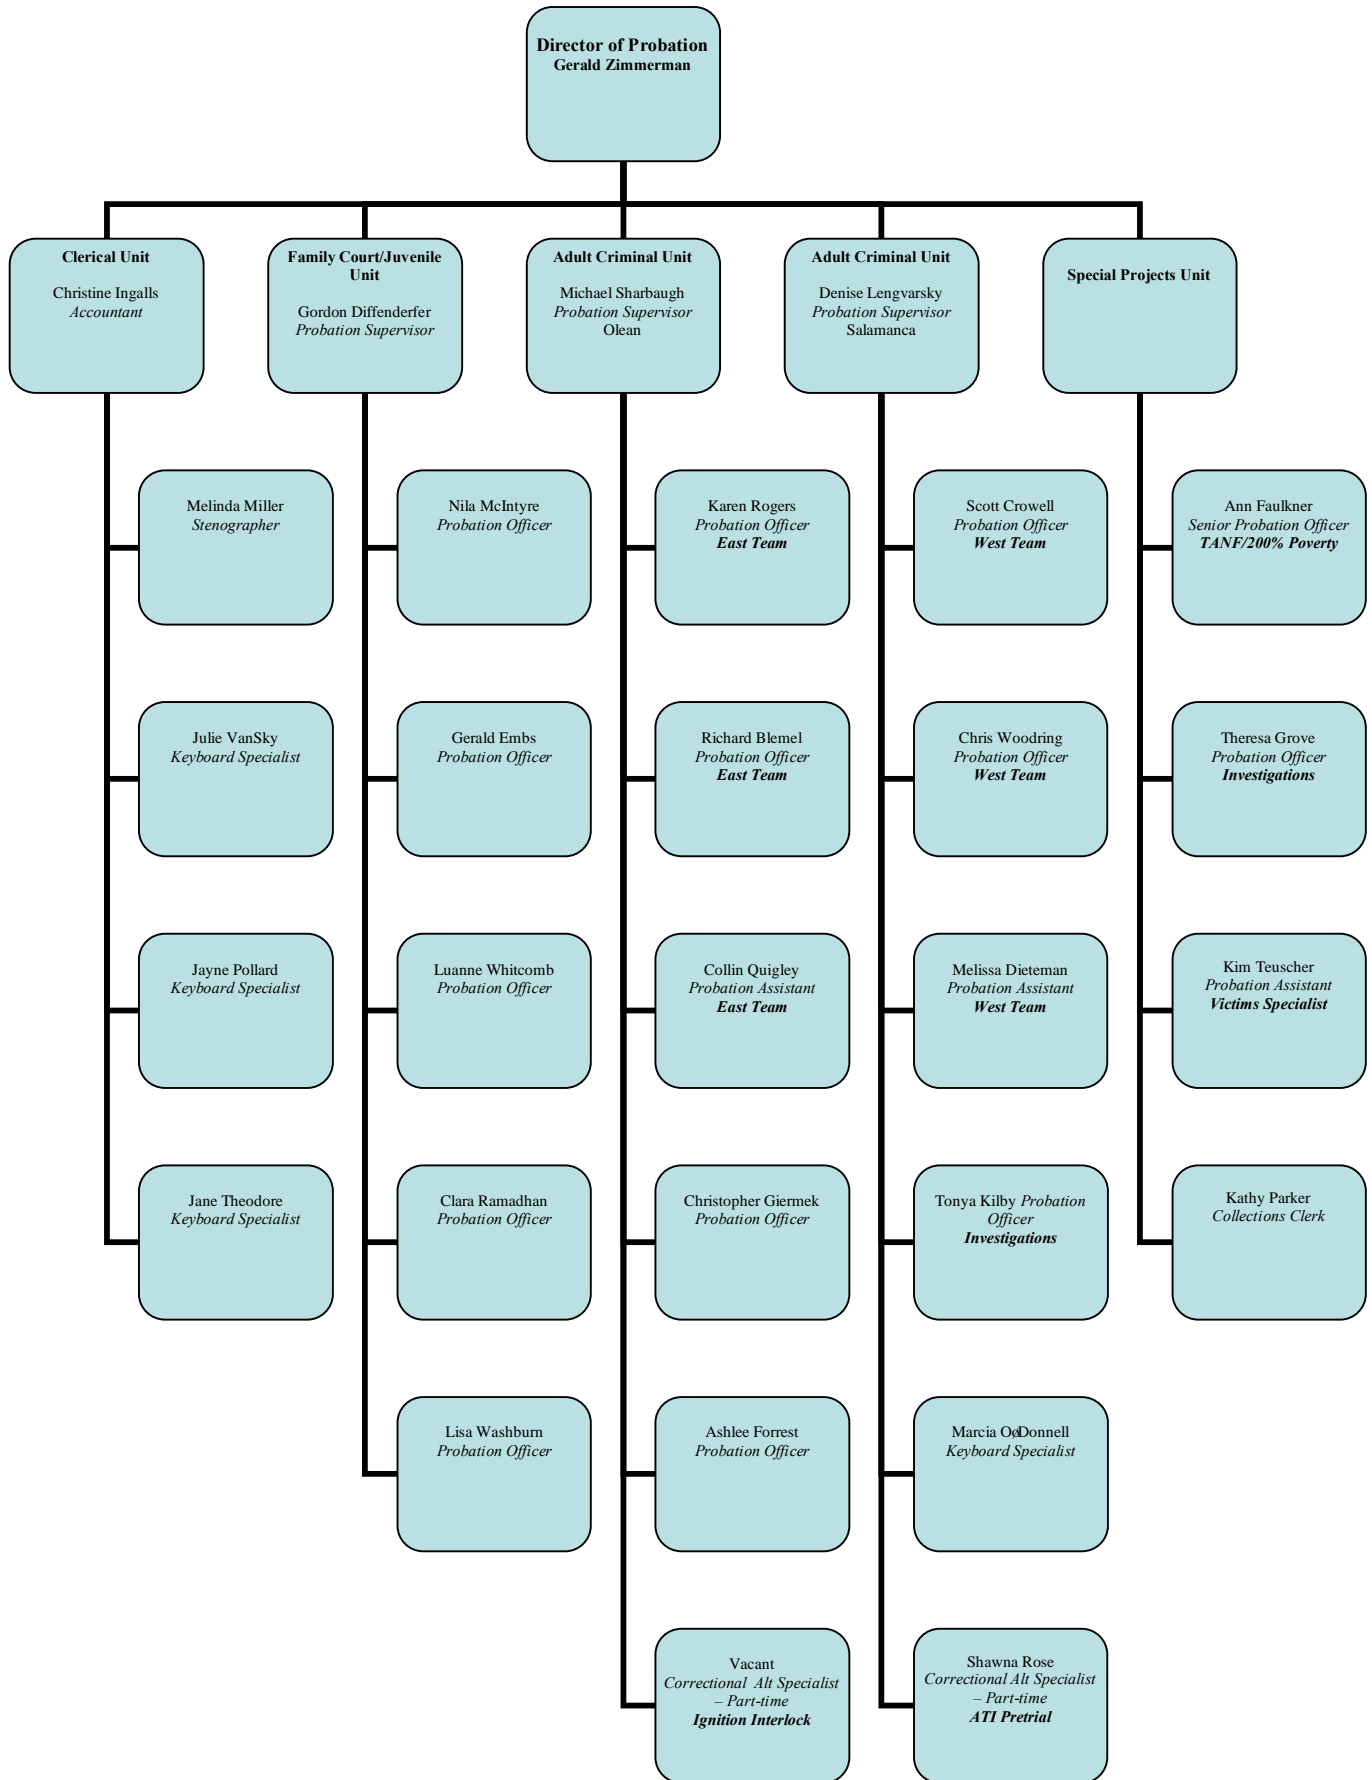 Director of Probation
Gerald Zimmerman
Clerical Unit
Christine Ingalls
Accountant
Family Court/Juvenile
Unit
Gordon Diffenderfer
Probation Supervisor
Adult Criminal Unit
Michael Sharbaugh
Probation Supervisor
Olean
Adult Criminal Unit
Denise Lengvarsky
Probation Supervisor
Salamanca
Special Projects Unit
Melinda Miller
Stenographer
Nila McIntyre
Probation Officer
Karen Rogers
Probation Officer
East Team
Scott Crowell
Probation Officer
West Team
Ann Faulkner
Senior Probation Officer
TANF/200% Poverty
Julie VanSky
Keyboard Specialist
Gerald Embs
Probation Officer
Richard Blemel
Probation Officer
East Team
Chris Woodring
Probation Officer
West Team
Theresa Grove
Probation Officer
Investigations
Jayne Pollard
Keyboard Specialist
Luanne Whitcomb
Probation Officer
Collin Quigley
Probation Assistant
East Team
Melissa Dieteman
Probation Assistant
West Team
Kim Teuscher
Probation Assistant
Victims Specialist
Jane Theodore
Keyboard Specialist
Clara Ramadhan
Probation Officer
Christopher Giermek
Probation Officer
Tonya Kilby Probation
Officer
Investigations
Kathy Parker
Collections Clerk
Lisa Washburn
Probation Officer
Ashlee Forrest
Probation Officer
Marcia OøDonnell
Keyboard Specialist
Vacant
Correctional Alt Specialist
– Part-time
Ignition Interlock
Shawna Rose
Correctional Alt Specialist
– Part-time
ATI Pretrial